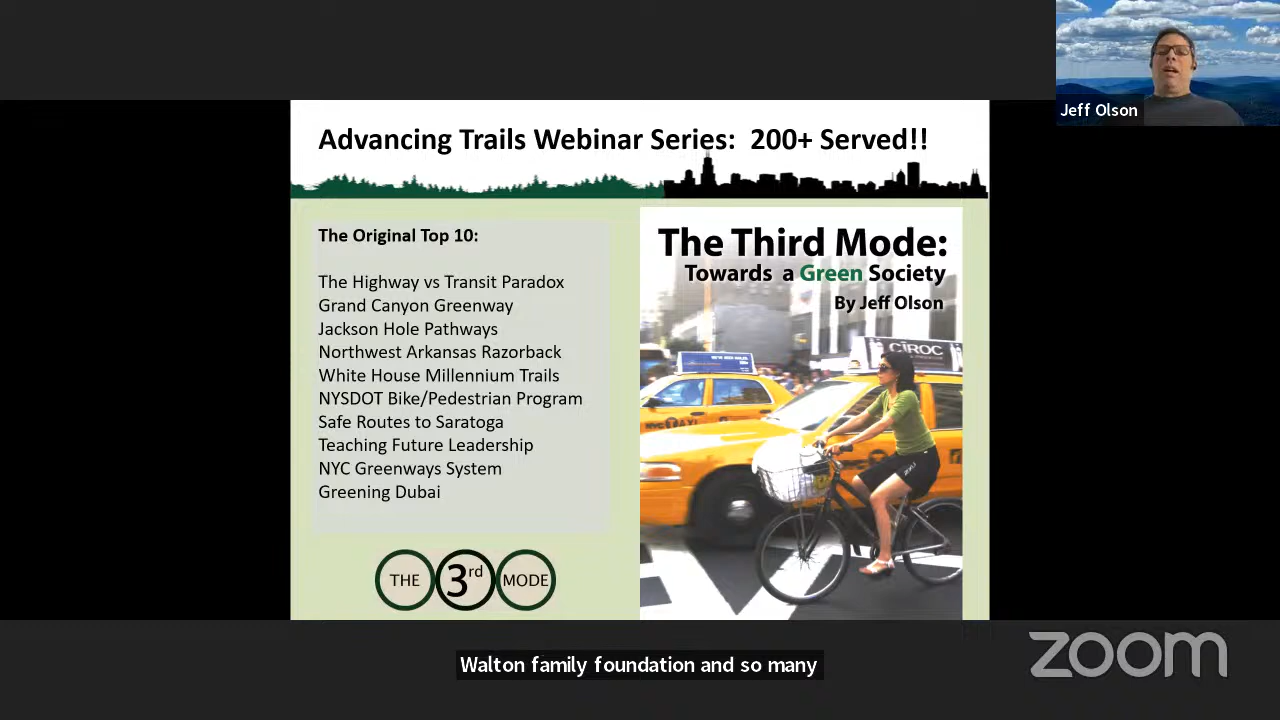 Jeff Olson
Advancing Trails Webinar Series: 200+ Served!!
The Original Top 10:
The Highway vs Transit Paradox
Grand Canyon Greenway
Jackson Hole Pathways
Northwest Arkansas Razorback
White House Millennium Trails
NYSDOT Bike/Pedestrian Program
Safe Routes to Saratoga
Teaching Future Leadership
NYC Greenways System
Greening Dubai
THE 3rd MODE
The Third Mode:
Towards a Green Society
By Jeff Olson
CIROC
NYC TAXI
Walton family foundation and so many
zoom